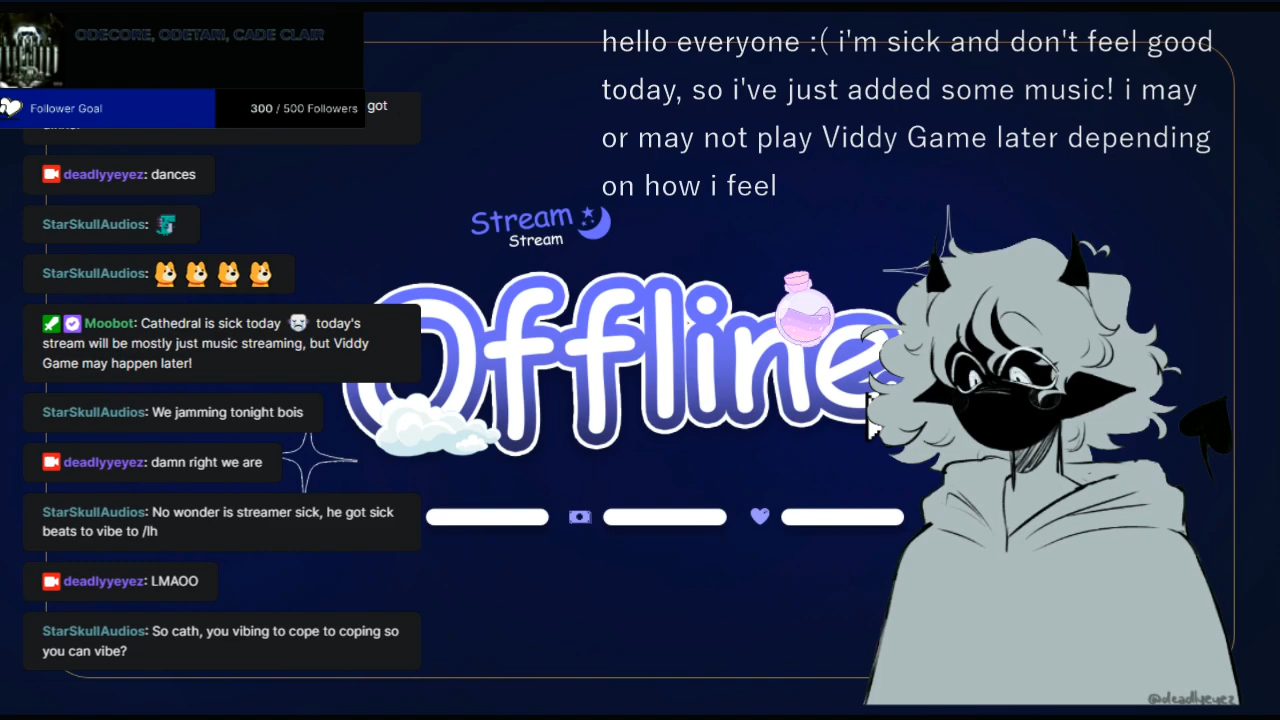 ODECORE, ODETARI, CADE CLAIR
Follower Goal
300 / 500 Followers
got
deadlyyeyez: dances
StarSkullAudios:
StarSkullAudios:
Moobot: Cathedral is sick today today's
stream will be mostly just music streaming, but Viddy
Game may happen later!
StarSkullAudios: We jamming tonight bois
deadlyyeyez: damn right we are
StarSkullAudios: No wonder is streamer sick, he got sick
beats to vibe to /lh
deadlyyeyez: LMAOO
StarSkullAudios: So cath, you vibing to cope to coping so
you can vibe?
hello everyone :( i'm sick and don't feel good
today, so i've just added some music! i may
or may not play Viddy Game later depending
on how i feel
Stream
Stream
Offline
@deadlyeyez